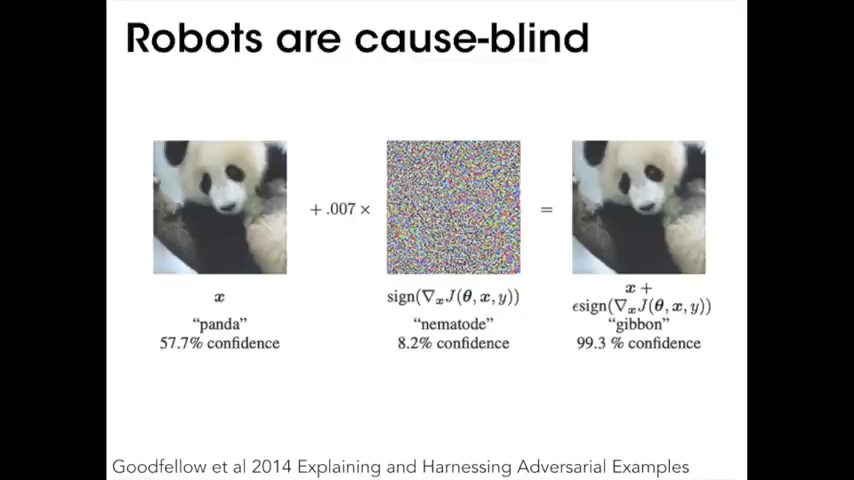 Robots are cause-blind
+ .007 ×
=
x
sign(∇ₓJ(θ, x, y))
x +
ϵsign(∇ₓJ(θ, x, y))
“panda”
“nematode”
“gibbon”
57.7% confidence
8.2% confidence
99.3 % confidence
Goodfellow et al 2014 Explaining and Harnessing Adversarial Examples